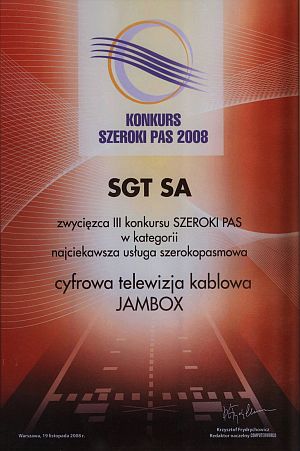 KONKURS
SZEROKI PAS 2008
SGT SA
zwycięzca III konkursu SZEROKI PAS
w kategorii
najciekawsza usługa szerokopasmowa
cyfrowa telewizja kablowa
JAMBOX
Warszawa, 19 listopada 2008 r.
Krzysztof Frydrychowicz
Redaktor naczelny COMPUTERWORLD